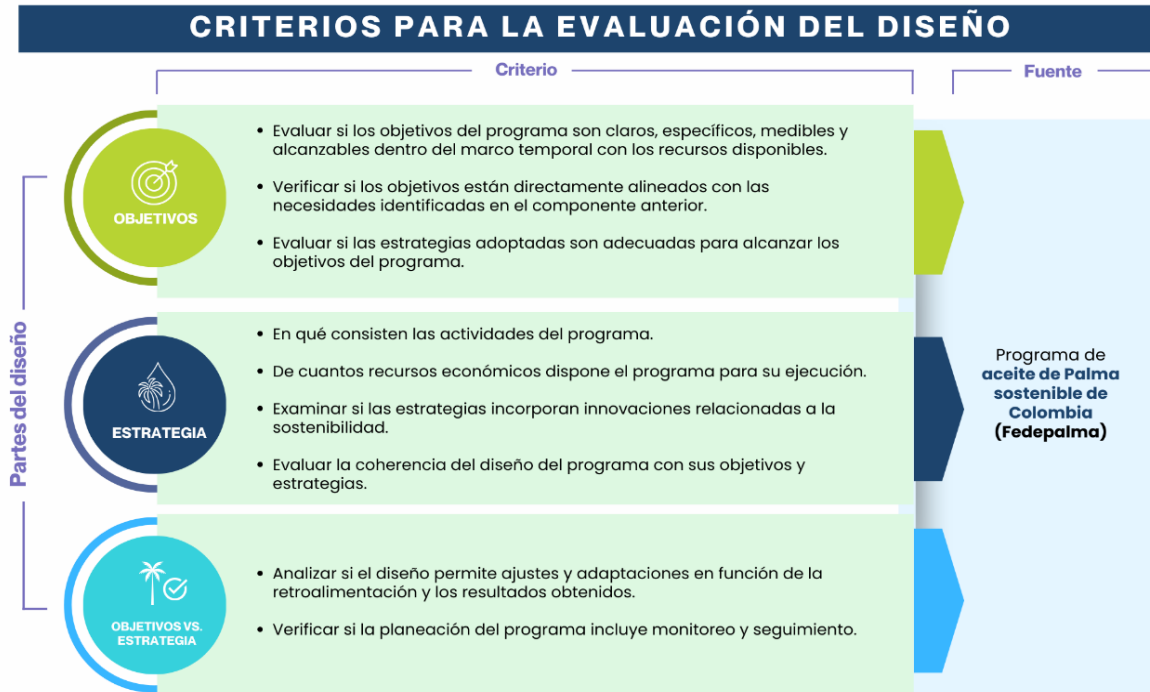 CRITERIOS PARA LA EVALUACIÓN DEL DISEÑO
Criterio
Fuente
Partes del diseño
OBJETIVOS
• Evaluar si los objetivos del programa son claros, específicos, medibles y
alcanzables dentro del marco temporal con los recursos disponibles.
• Verificar si los objetivos están directamente alineados con las
necesidades identificadas en el componente anterior.
• Evaluar si las estrategias adoptadas son adecuadas para alcanzar los
objetivos del programa.
ESTRATEGIA
• En qué consisten las actividades del programa.
• De cuantos recursos económicos dispone el programa para su ejecución.
• Examinar si las estrategias incorporan innovaciones relacionadas a la
sostenibilidad.
• Evaluar la coherencia del diseño del programa con sus objetivos y
estrategias.
OBJETIVOS VS.
ESTRATEGIA
• Analizar si el diseño permite ajustes y adaptaciones en función de la
retroalimentación y los resultados obtenidos.
• Verificar si la planeación del programa incluye monitoreo y seguimiento.
Programa de
aceite de Palma
sostenible de
Colombia
(Fedepalma)